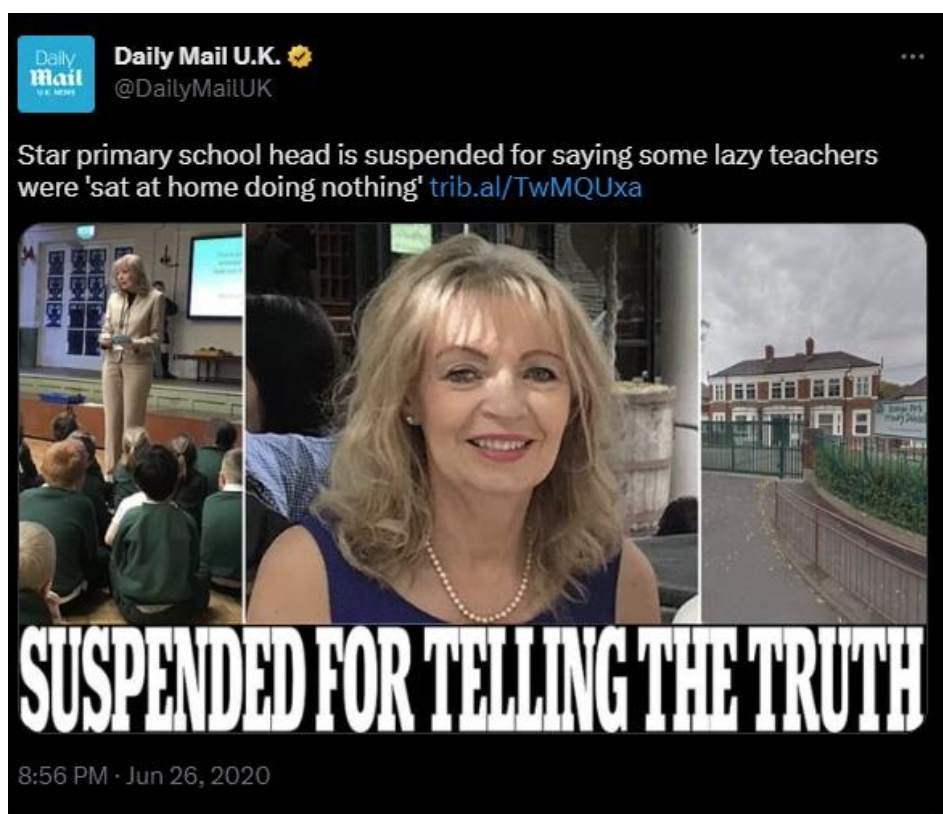 Daily
Mail
U.K. NEWS
Daily Mail U.K.
@DailyMailUK
Star primary school head is suspended for saying some lazy teachers
were 'sat at home doing nothing' trib.al/TwMQUxa
SUSPENDED FOR TELLING THE TRUTH
8:56 PM · Jun 26, 2020